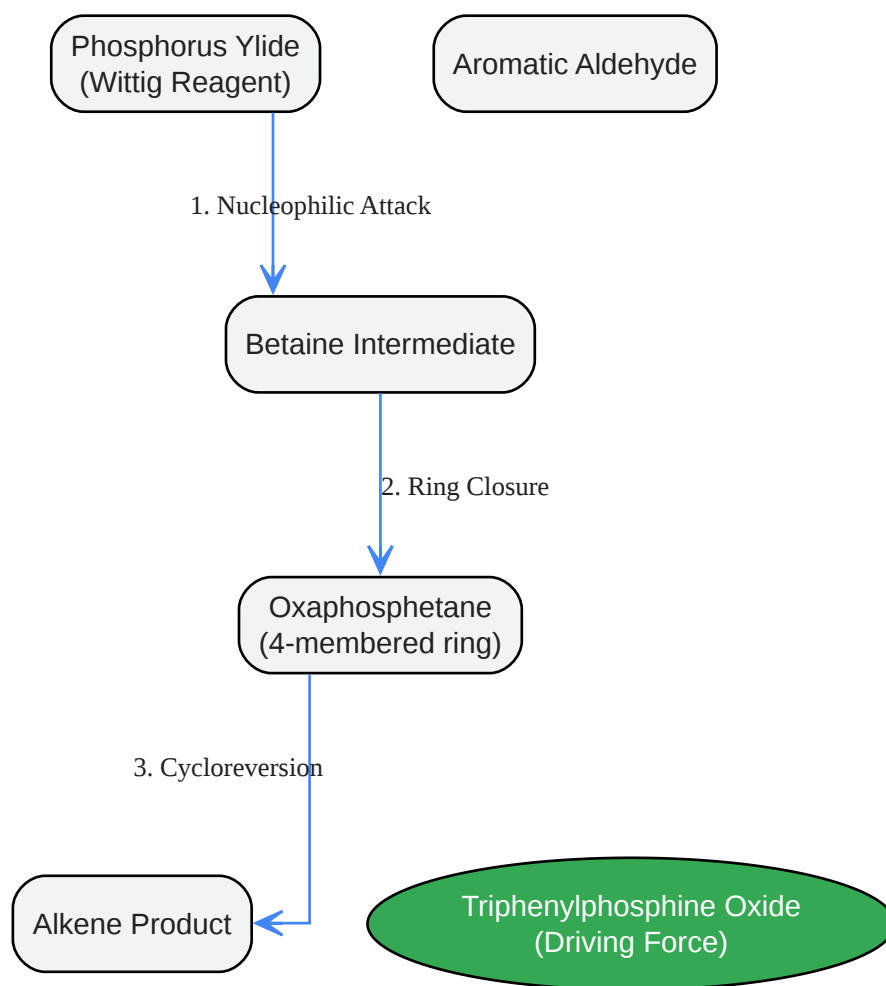 Phosphorus Ylide
(Wittig Reagent)
Aromatic Aldehyde
1. Nucleophilic Attack
Betaine Intermediate
2. Ring Closure
Oxaphosphetane
(4-membered ring)
3. Cycloreversion
Alkene Product
Triphenylphosphine Oxide
(Driving Force)